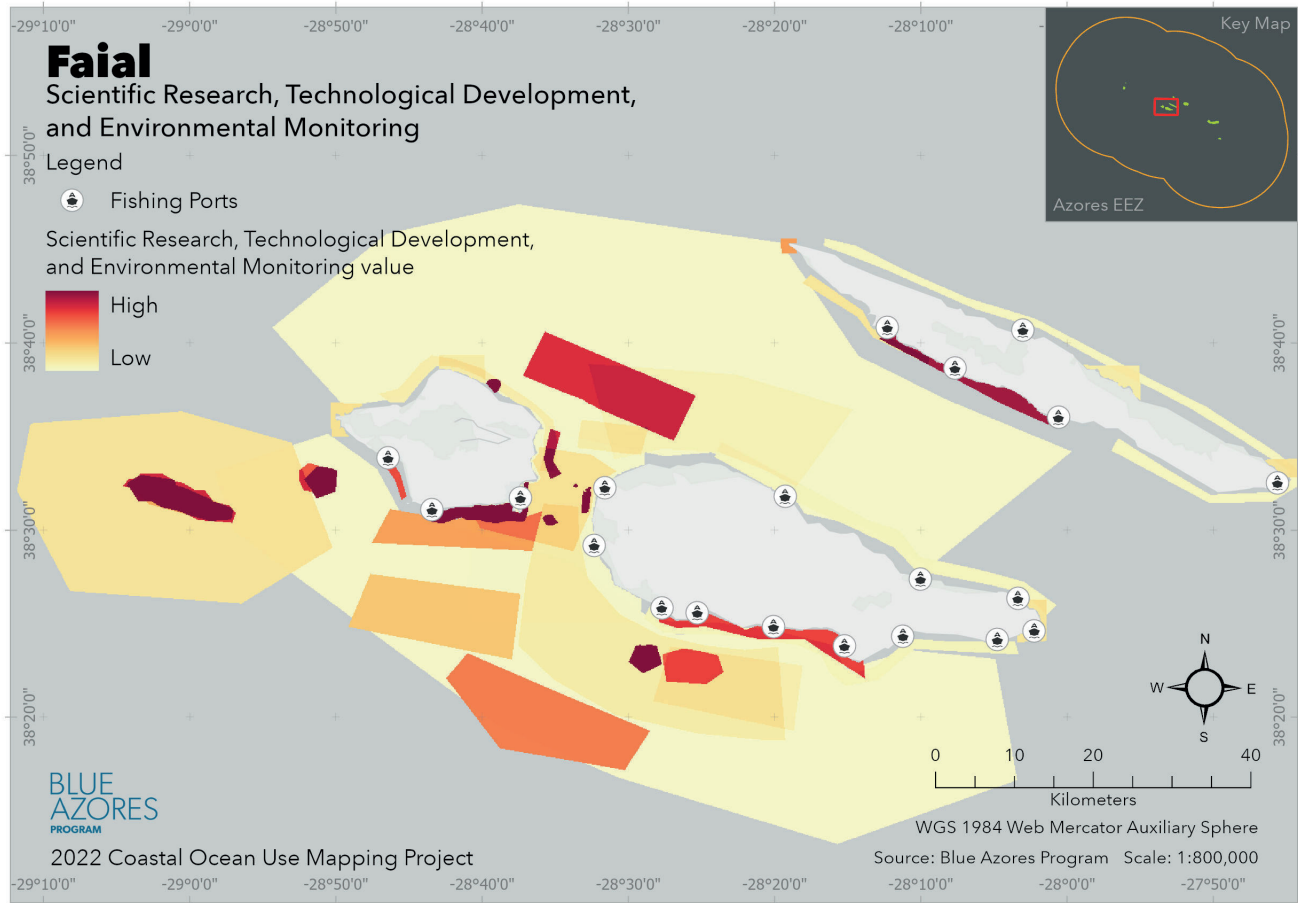 -29°10'0"
-29°0'0"
-28°50'0"
-28°40'0"
-28°30'0"
-28°20'0"
-28°10'0"
Key Map
Azores EEZ
Faial
Scientific Research, Technological Development,
and Environmental Monitoring
Legend
Fishing Ports
Scientific Research, Technological Development,
and Environmental Monitoring value
High
Low
38°50'0"
38°40'0"
38°30'0"
38°20'0"
38°40'0"
38°30'0"
38°20'0"
N
W
E
S
0 10 20 40
Kilometers
WGS 1984 Web Mercator Auxiliary Sphere
Source: Blue Azores Program Scale: 1:800,000
BLUE
AZORES
PROGRAM
2022 Coastal Ocean Use Mapping Project
-29°10'0"
-29°0'0"
-28°50'0"
-28°40'0"
-28°30'0"
-28°20'0"
-28°10'0"
-28°0'0"
-27°50'0"